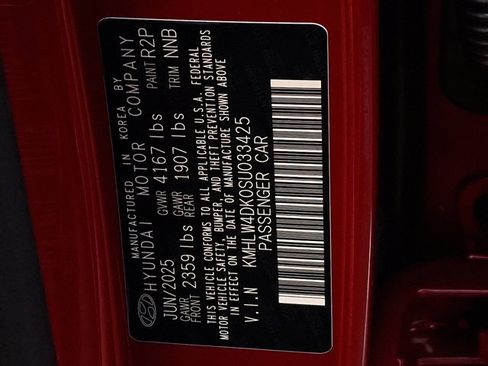 MANUFACTURED IN KOREA BY
HYUNDAI MOTOR COMPANY
JUN/2025 GVWR 4167 lbs PAINT R2P
GAWR FRONT 2359 lbs GAWR REAR 1907 lbs TRIM NNB
THIS VEHICLE CONFORMS TO ALL APPLICABLE U.S.A. FEDERAL
MOTOR VEHICLE SAFETY, BUMPER, AND THEFT PREVENTION STANDARDS
IN EFFECT ON THE DATE OF MANUFACTURE SHOWN ABOVE
V.I.N KMHLW4DK0SU033425
PASSENGER CAR